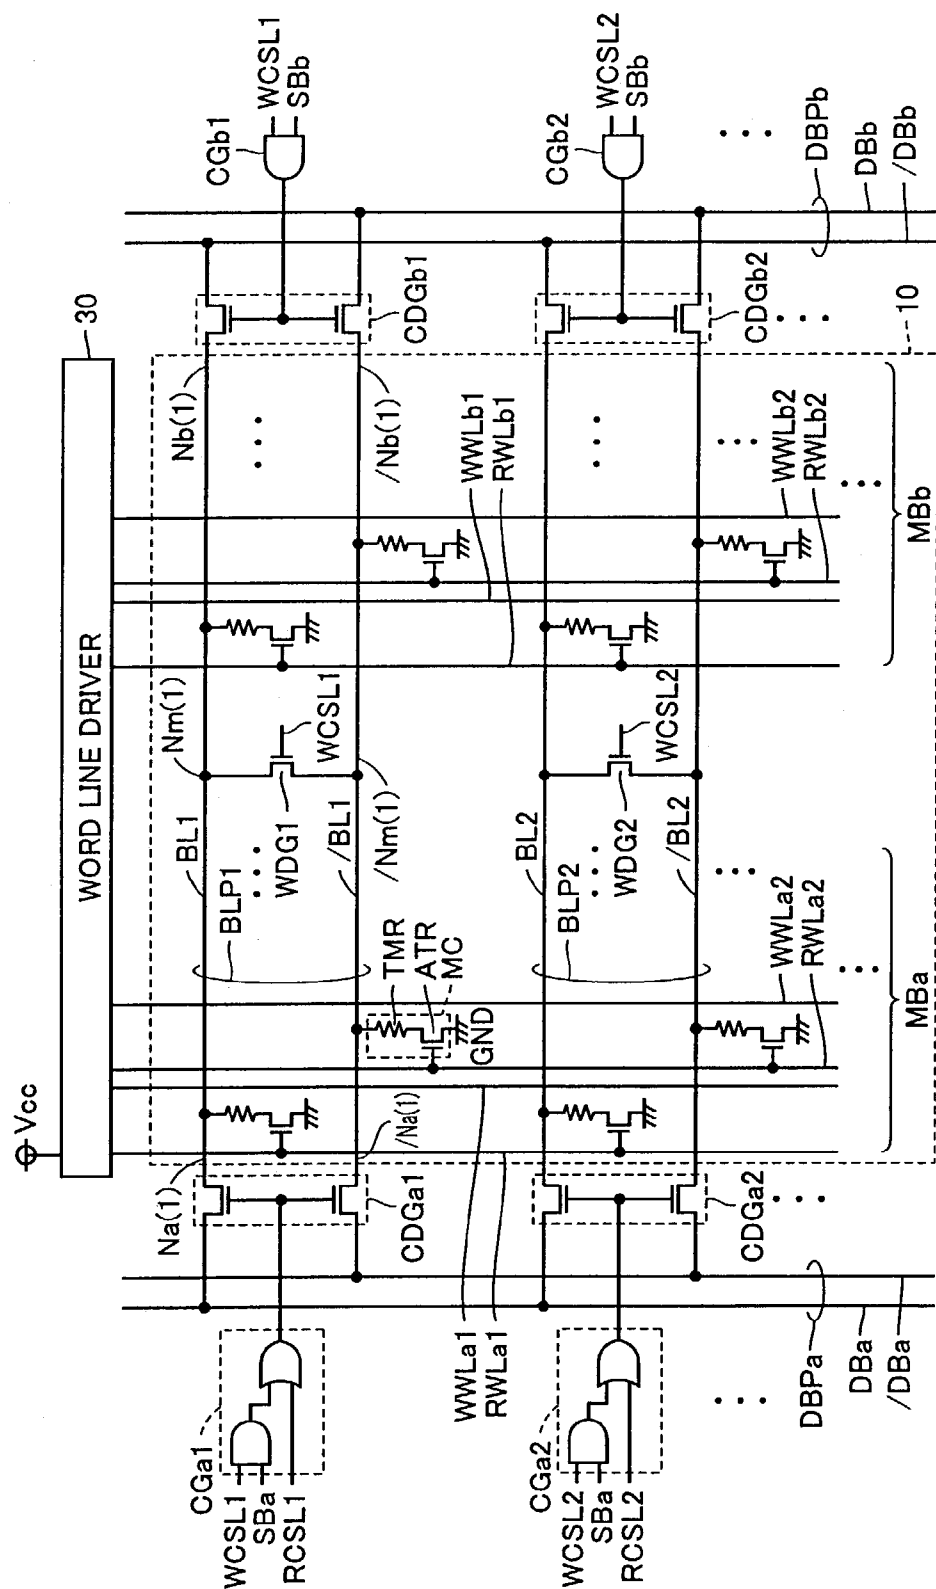 Vcc
WORD LINE DRIVER
30
WCSL1
SBa
RCSL1
CGa1
Na(1)
/Na(1)
CDGa1
BL1
BLP1
WDG1
/BL1
Nm(1)
WCSL1
/Nm(1)
TMR
ATR
MC
GND
Nb(1)
/Nb(1)
CDGb1
CGb1
WCSL1
SBb
WWLa1
RWLa1
WWLb1
RWLb1
WCSL2
SBa
RCSL2
CGa2
CDGa2
BL2
BLP2
WDG2
/BL2
WCSL2
CDGb2
CGb2
WCSL2
SBb
WWLa2
RWLa2
WWLb2
RWLb2
DBPa
DBa
/DBa
MBa
MBb
10
DBPb
DBb
/DBb